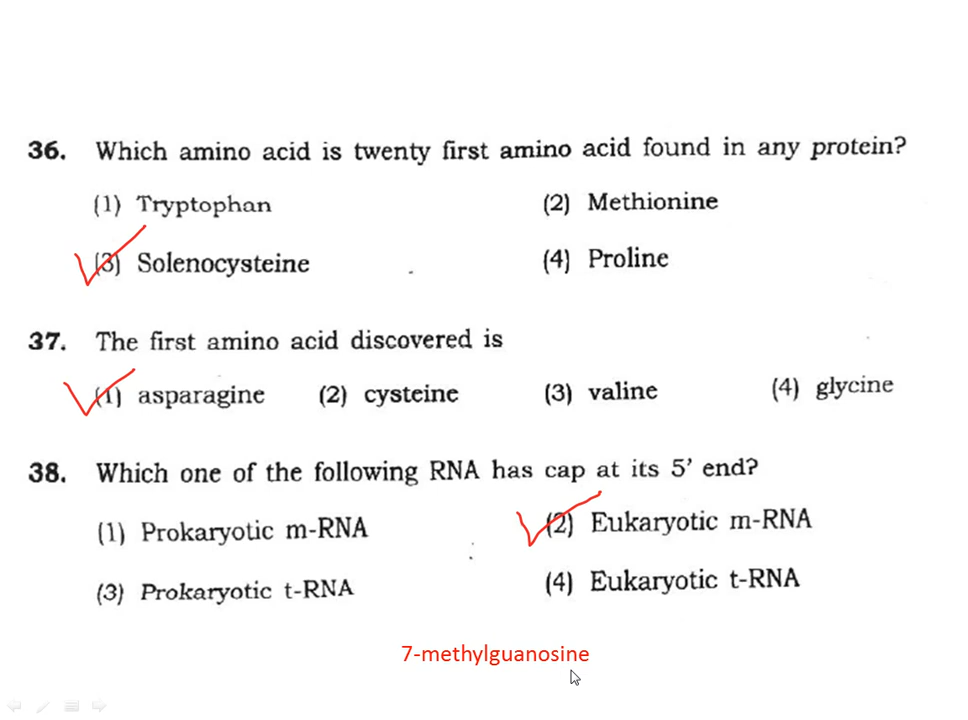 36. Which amino acid is twenty first amino acid found in any protein?
(1) Tryptophan (2) Methionine
(3) Solenocysteine (4) Proline
37. The first amino acid discovered is
(1) asparagine (2) cysteine (3) valine (4) glycine
38. Which one of the following RNA has cap at its 5’ end?
(1) Prokaryotic m-RNA (2) Eukaryotic m-RNA
(3) Prokaryotic t-RNA (4) Eukaryotic t-RNA
7-methylguanosine